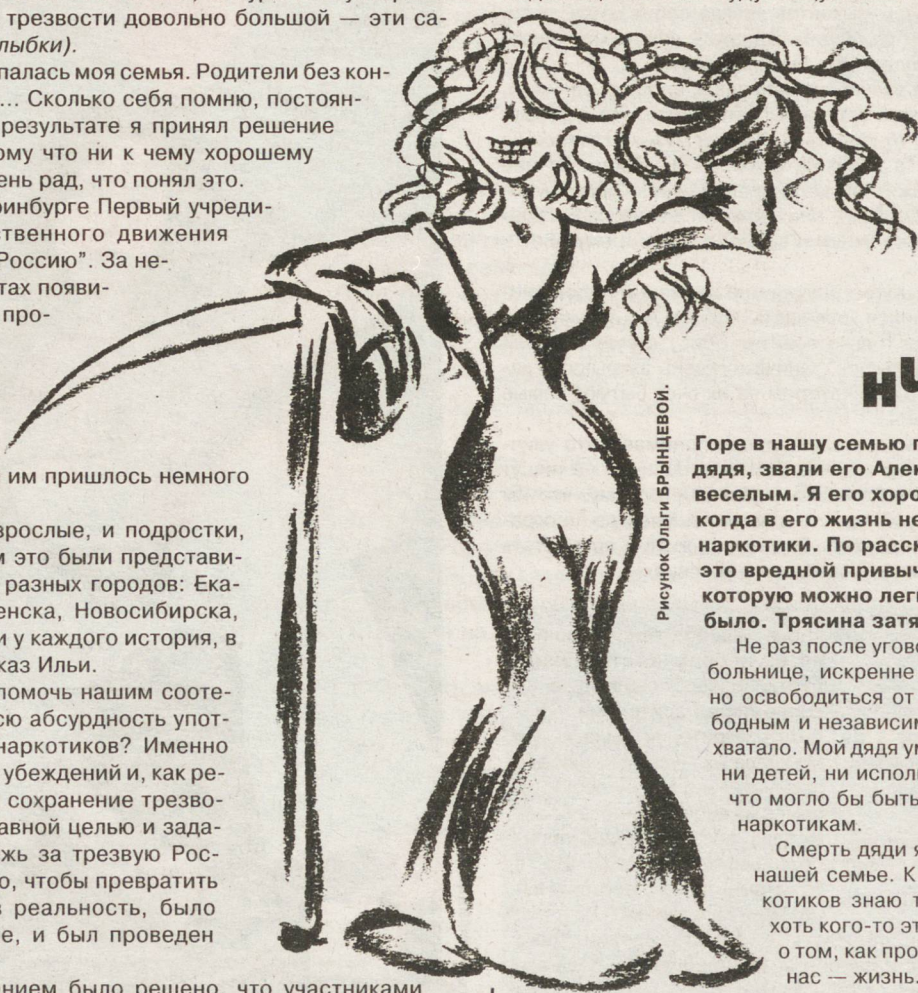 трезвости довольно большой — эти са-
лыбки).
палась моя семья. Родители без кон-
... Сколько себя помню, постоян-
результате я принял решение
ому что ни к чему хорошему
ень рад, что понял это.
ринбурге Первый учреди-
ственного движения
Россию". За не-
тах появи-
про-
им пришлось немного
зрослые, и подростки,
м это были представи-
разных городов: Ека-
енска, Новосибирска,
и у каждого история, в
каз Ильи.
помочь нашим сооте-
сю абсурдность упот-
наркотиков? Именно
убеждений и, как ре-
сохранение трезво-
авной целью и зада-
жь за трезвую Рос-
о, чтобы превратить
в реальность, было
е, и был проведен
нием было решено, что участниками
Рисунок Ольги БРЫНЦЕВОЙ.
Горе в нашу семью п
дядя, звали его Алек
веселым. Я его хоро
когда в его жизнь не
наркотики. По расск
это вредной привыч
которую можно легк
было. Трясина затя
Не раз после угово
больнице, искренне
но освободиться от
бодным и независим
хватало. Мой дядя ум
ни детей, ни испол
что могло бы быть
наркотикам.
Смерть дяди я
нашей семье. К
котиков знаю т
хоть кого-то эт
о том, как про
нас — жизнь.